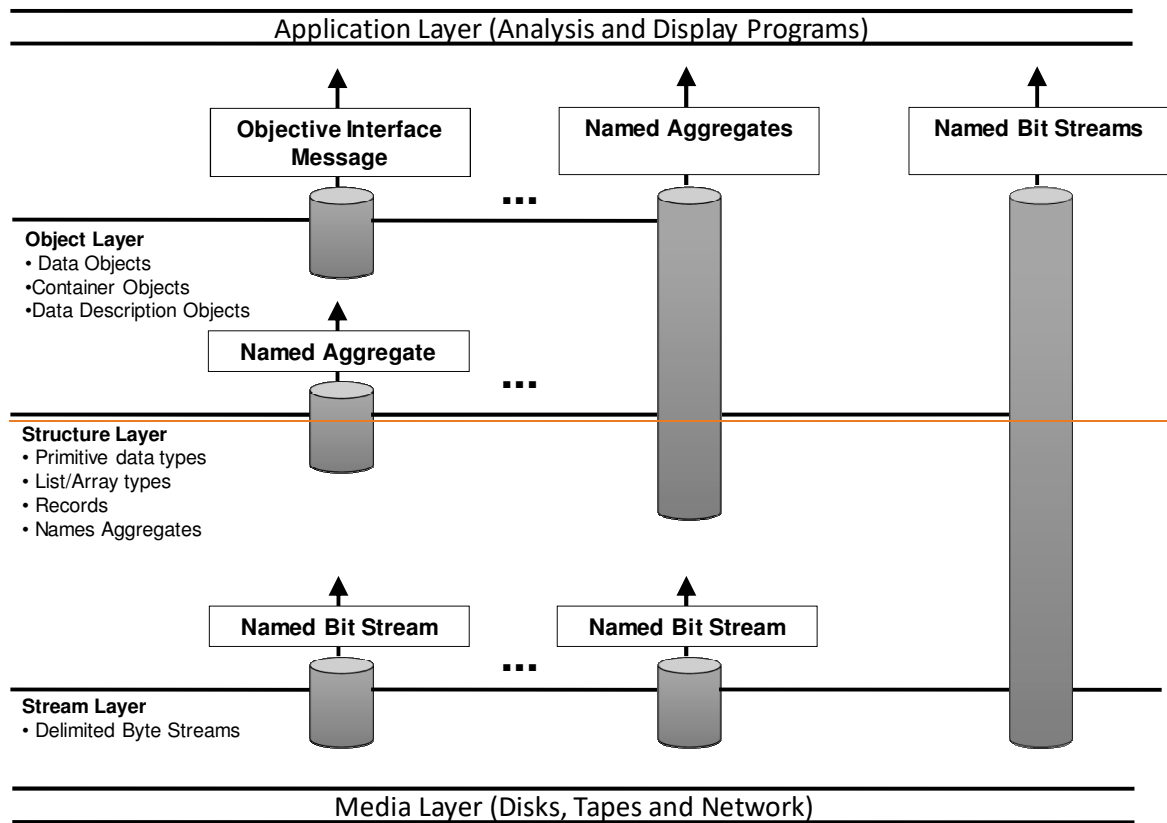 Application Layer (Analysis and Display Programs)
Objective Interface
Message
Named Aggregates
Named Bit Streams
...
Object Layer
• Data Objects
•Container Objects
•Data Description Objects
Named Aggregate
...
Structure Layer
• Primitive data types
• List/Array types
• Records
• Names Aggregates
Named Bit Stream
Named Bit Stream
...
Stream Layer
• Delimited Byte Streams
Media Layer (Disks, Tapes and Network)